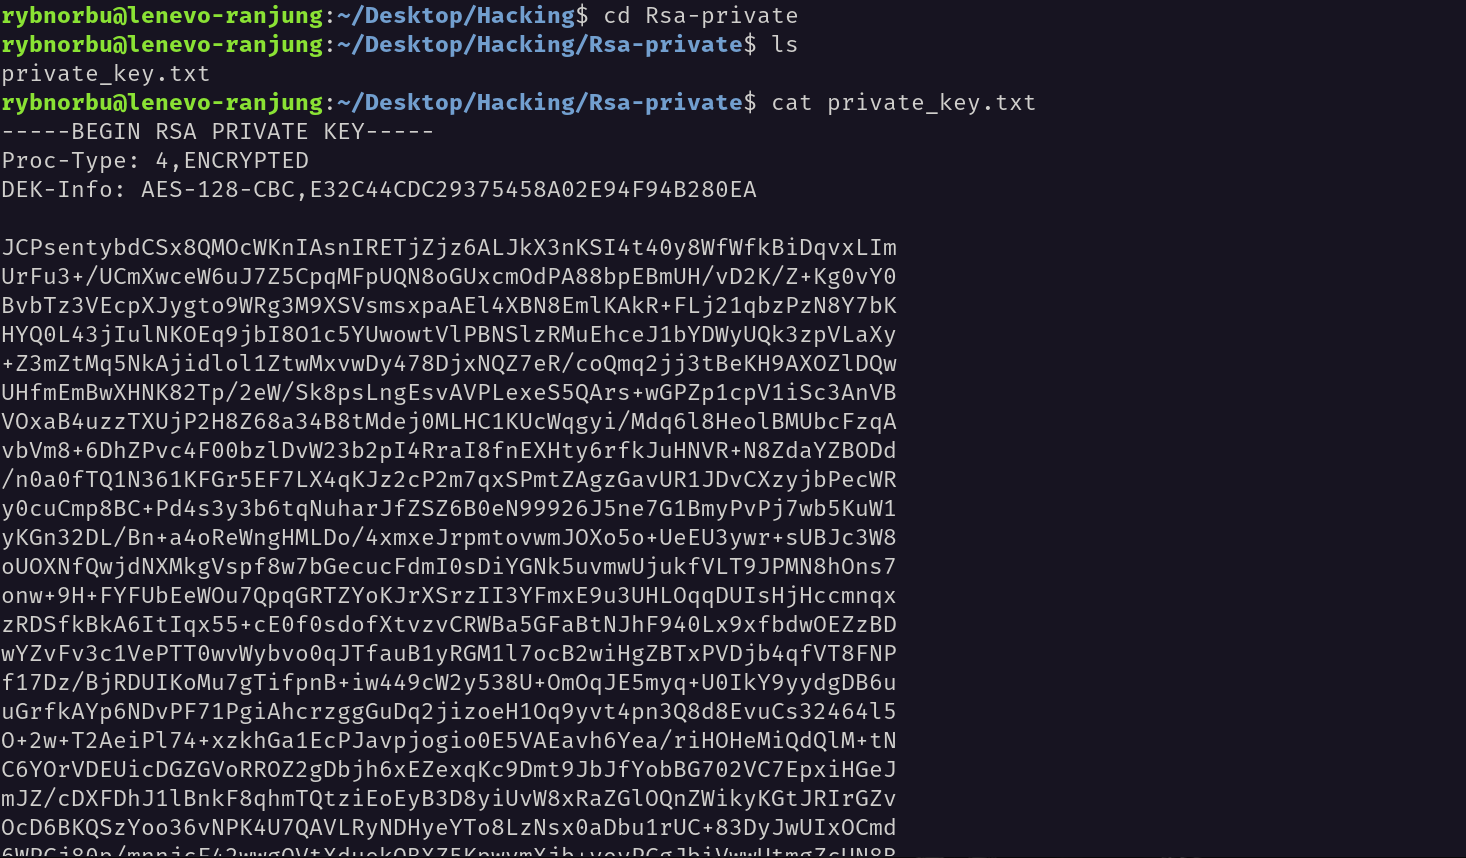 rybnorbu@lenevo-ranjung:~/Desktop/Hacking$ cd Rsa-private
rybnorbu@lenevo-ranjung:~/Desktop/Hacking/Rsa-private$ ls
private_key.txt
rybnorbu@lenevo-ranjung:~/Desktop/Hacking/Rsa-private$ cat private_key.txt
-----BEGIN RSA PRIVATE KEY-----
Proc-Type: 4,ENCRYPTED
DEK-Info: AES-128-CBC,E32C44CDC29375458A02E94F94B280EA
JCPsentybdCSx8QMOcWKnIAsnIRETjZjz6ALJkX3nKSI4t40y8WfWfkBiDqvxLIm
UrFu3+/UCmXwceW6uJ7Z5CpqMFpUQN8oGUxcmOdPA88bpEBmUH/vD2K/Z+Kg0vY0
BvbTz3VEcpXJygto9WRg3M9XSVsmsxpaAEl4XBN8EmlKAkR+FLj21qbzPzN8Y7bK
HYQ0L43jIulNKOEq9jbI8O1c5YUwowtVlPBNSlzRMuEhceJ1bYDWyUQk3zpVLaXy
+Z3mZtMq5NkAjidlol1ZtwMxvwDy478DjxNQZ7eR/coQmq2jj3tBeKH9AXOZlDQw
UHfmEmBwXHNK82Tp/2eW/Sk8psLngEsvAVPLexeS5QArs+wGPZp1cpV1iSc3AnVB
VOxaB4uzzTXUjP2H8Z68a34B8tMdej0MLHC1KUcWqgyi/Mdq6l8HeolBMUbcFzqA
vbVm8+6DhZPvc4F00bzlDvW23b2pI4RraI8fnEXHty6rfkJuHNVR+N8ZdaYZBODd
/n0a0fTQ1N361KFGr5EF7LX4qKJz2cP2m7qxSPmtZAgzGavUR1JDvCXzyjbPecWR
y0cuCmp8BC+Pd4s3y3b6tqNuharJfZSZ6B0eN99926J5ne7G1BmyPvPj7wb5KuW1
yKGn32DL/Bn+a4oReWngHMLDo/4xmxeJrpmtovwmJOXo5o+UeEU3ywr+sUBJc3W8
oUOXNfQwjdNXMkgVspf8w7bGecucFdmI0sDiYGNk5uvmwUjukfVLT9JPMN8hOns7
onw+9H+FYFUbEeWOu7QpqGRTZYoKJrXSrzII3YFmxE9u3UHLOqqDUIsHjHccmnqx
zRDSfkBkA6ItIqx55+cE0f0sdofXtvzvCRWBa5GFaBtNJhF940Lx9xfbdwOEZzBD
wYZvFv3c1VePTT0wvWybvo0qJTfauB1yRGM1l7ocB2wiHgZBTxPVDjb4qfVT8FNP
f17Dz/BjRDUIKoMu7gTifpnB+iw449cW2y538U+OmOqJE5myq+U0IkY9yydgDB6u
uGrfkAYp6NDvPF71PgiAhcrzggGuDq2jizoeH1Oq9yvt4pn3Q8d8EvuCs32464l5
O+2w+T2AeiPl74+xzkhGa1EcPJavpjogio0E5VAEavh6Yea/riHOHeMiQdQlM+tN
C6YOrVDEUicDGZGVoRROZ2gDbjh6xEZexqKc9Dmt9JbJfYobBG702VC7EpxiHGeJ
mJZ/cDXFDhJ1lBnkF8qhmTQtziEoEyB3D8yiUvW8xRaZGlOQnZWikyKGtJRIrGZv
OcD6BKQSzYoo36vNPK4U7QAVLRyNDHyeYTo8LzNsx0aDbu1rUC+83DyJwUIxOCmd